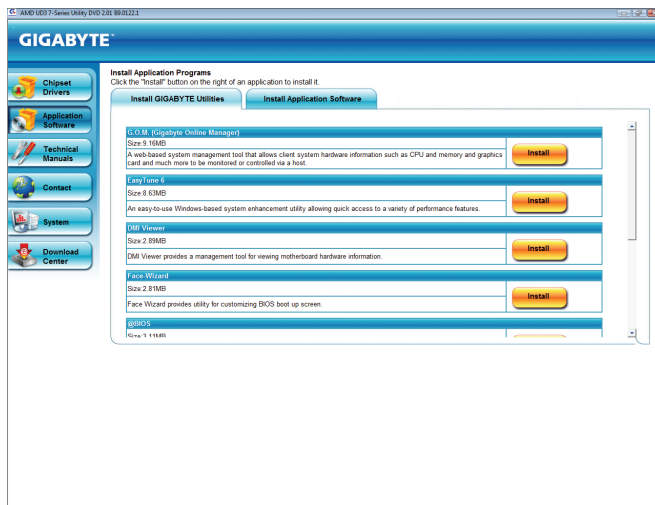 AMD UD3 7-Series Utility DVD 2.01 B9.0122.1
GIGABYTE™
Chipset
Drivers
Application
Software
Technical
Manuals
Contact
System
Download
Center
Install Application Programs
Click the "Install" button on the right of an application to install it.
Install GIGABYTE Utilities
Install Application Software
G.O.M. (Gigabyte Online Manager)
Size:9.16MB
A web-based system management tool that allows client system hardware information such as CPU and memory and graphics
card and much more to be monitored or controlled via a host.
Install
EasyTune 6
Size:8.63MB
An easy-to-use Windows-based system enhancement utility allowing quick access to a variety of performance features.
Install
DMI Viewer
Size:2.89MB
DMI Viewer provides a management tool for viewing motherboard hardware information.
Install
Face-Wizard
Size:2.81MB
Face Wizard provides utility for customizing BIOS boot up screen.
Install
@BIOS
Size:3.11MB